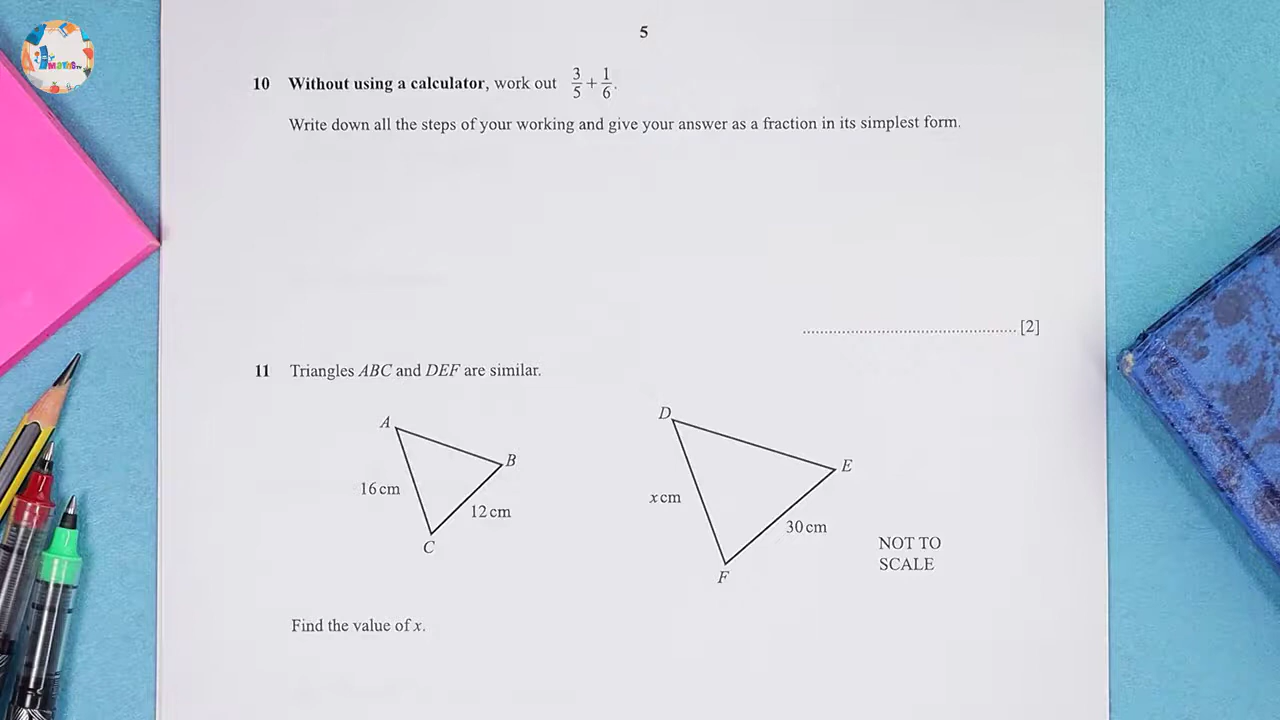 5
10 Without using a calculator, work out 3/5 + 1/6.
Write down all the steps of your working and give your answer as a fraction in its simplest form.
.................................................. [2]
11 Triangles ABC and DEF are similar.
A
B
16 cm
12 cm
C
D
E
x cm
30 cm
F
NOT TO
SCALE
Find the value of x.